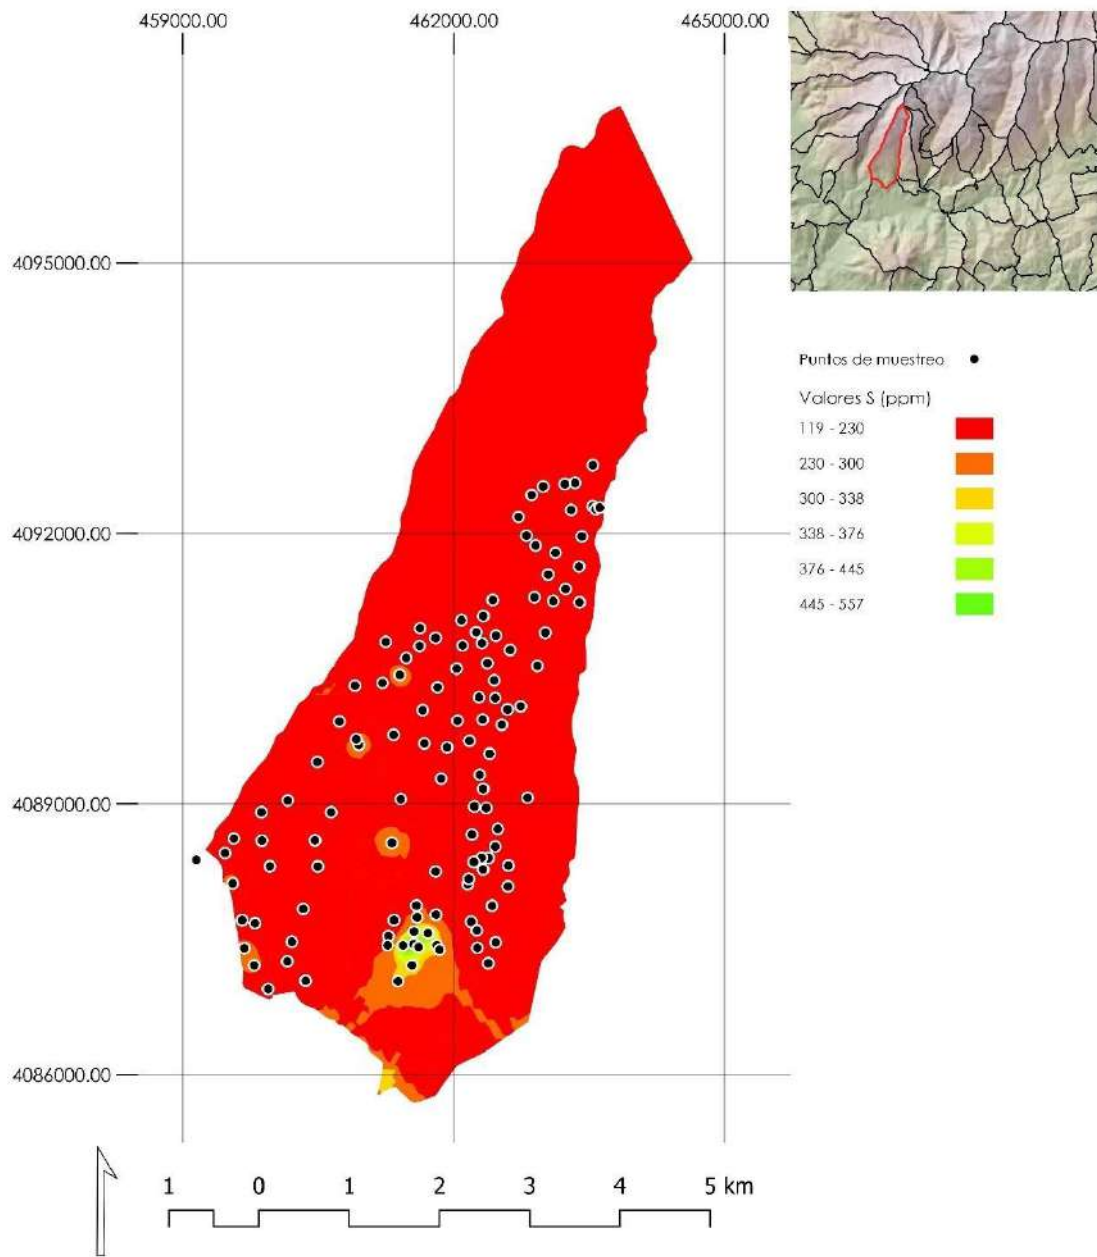 459000.00 462000.00 465000.00
4095000.00
4092000.00
4089000.00
4086000.00
Puntos de muestreo
Valores S (ppm)
119 - 230
230 - 300
300 - 338
338 - 376
376 - 445
445 - 557
1 0 1 2 3 4 5 km